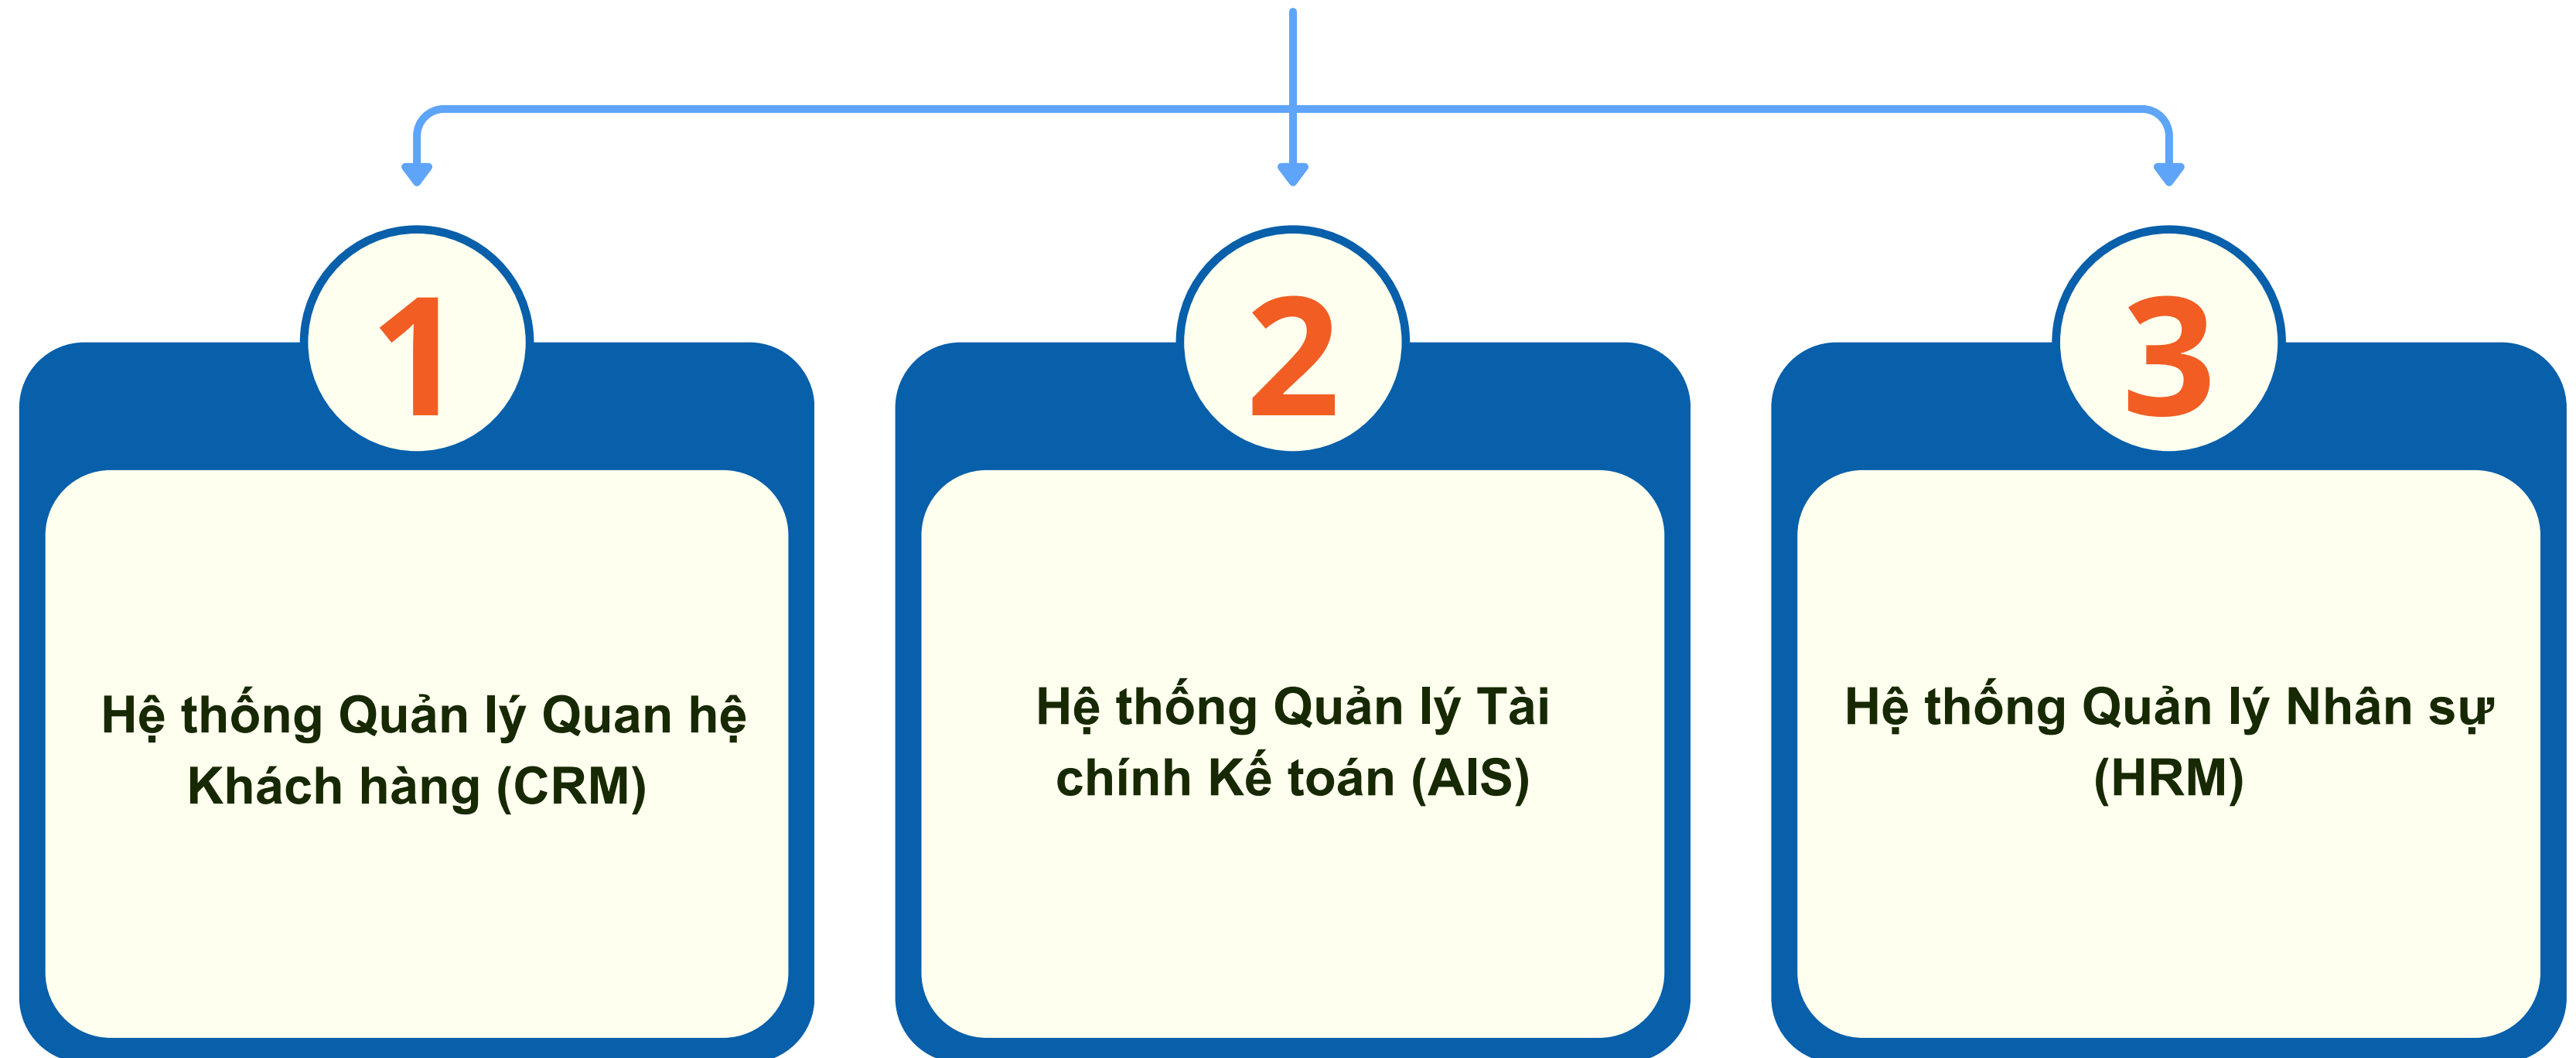 1
Hệ thống Quản lý Quan hệ
Khách hàng (CRM)
2
Hệ thống Quản lý Tài
chính Kế toán (AIS)
3
Hệ thống Quản lý Nhân sự
(HRM)